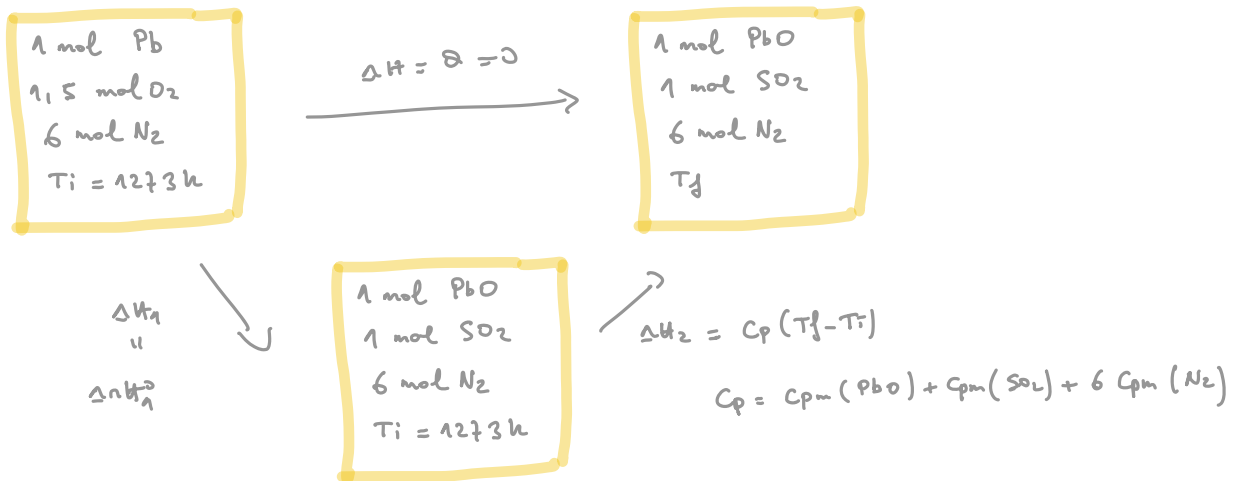 1 mol Pb
1,5 mol O2
6 mol N2
Ti = 1273 K
ΔH = Q = 0
1 mol PbO
1 mol SO2
6 mol N2
Tf
ΔH1
"
ΔrH°1
1 mol PbO
1 mol SO2
6 mol N2
Ti = 1273 K
ΔH2 = Cp (Tf - Ti)
Cp = Cpm (PbO) + Cpm (SO2) + 6 Cpm (N2)